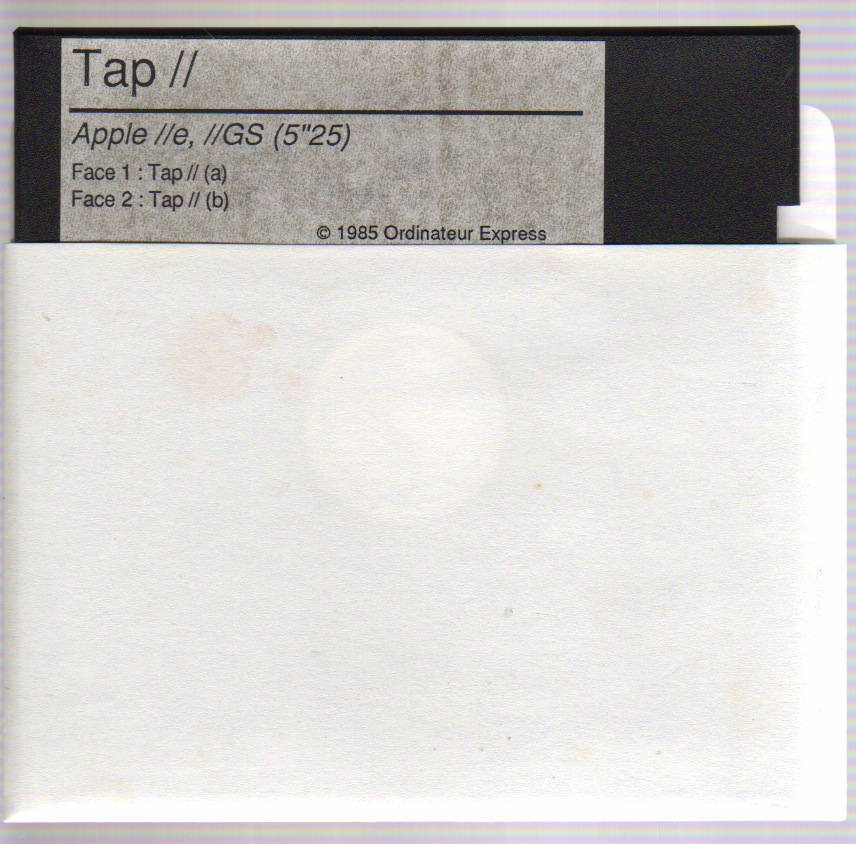 Tap //
Apple //e, //GS (5"25)
Face 1 : Tap // (a)
Face 2 : Tap // (b)
© 1985 Ordinateur Express